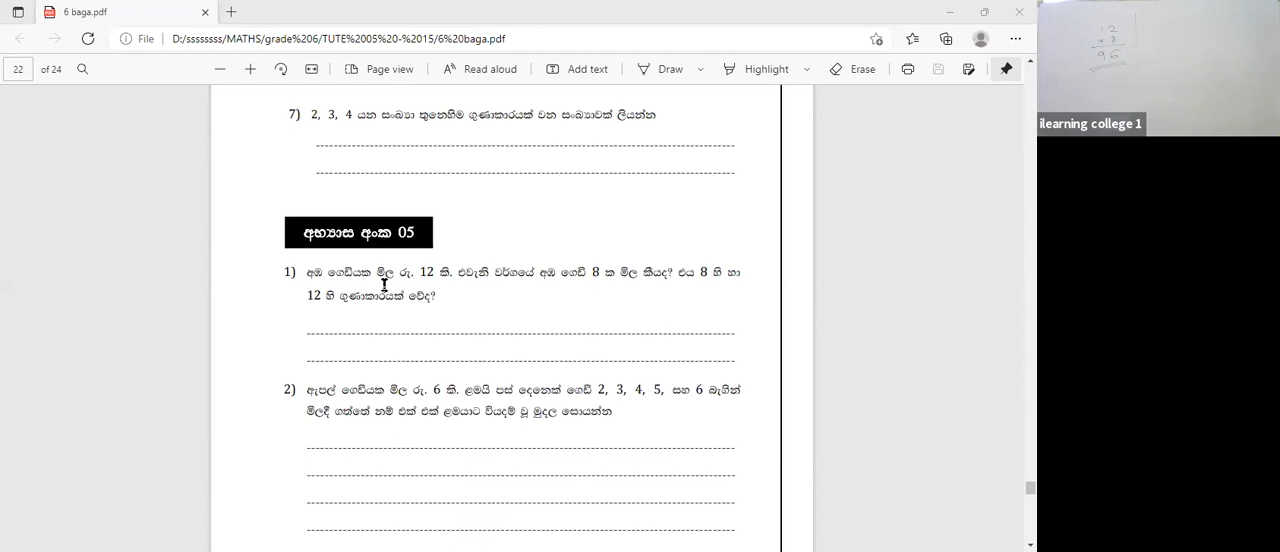 6 baga.pdf
File
D:/ssssssss/MATHS/grade%206/TUTE%2005%20-%2015/6%20baga.pdf
22 of 24
Page view
Read aloud
Add text
Draw
Highlight
Erase
7) 2, 3, 4 යන සංඛ්‍යා තුනෙහිම ගුණාකාරයක් වන සංඛ්‍යාවක් ලියන්න
අභ්‍යාස අංක 05
1) අඹ ගෙඩියක මිල රු. 12 කි. එවැනි වර්ගයේ අඹ ගෙඩි 8 ක මිල කීයද? එය 8 හි හා
12 හි ගුණාකාරයක් වේද?
2) ඇපල් ගෙඩියක මිල රු. 6 කි. ළමයි පස් දෙනෙක් ගෙඩි 2, 3, 4, 5, සහ 6 බැගින්
මිලදී ගත්තේ නම් එක් එක් ළමයාට වියදම් වූ මුදල සොයන්න
12
× 8
96
ilearning college 1